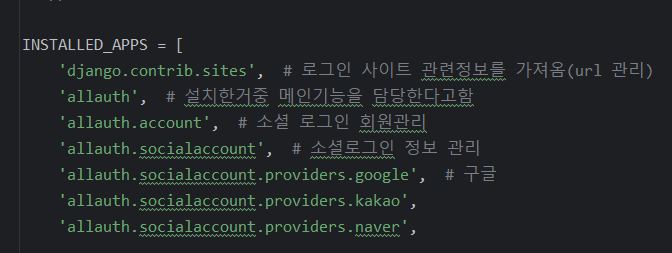 INSTALLED_APPS = [
'django.contrib.sites', # 로그인 사이트 관련정보를 가져옴(url 관리)
'allauth', # 설치한거중 메인기능을 담당한다고함
'allauth.account', # 소셜 로그인 회원관리
'allauth.socialaccount', # 소셜로그인 정보 관리
'allauth.socialaccount.providers.google', # 구글
'allauth.socialaccount.providers.kakao',
'allauth.socialaccount.providers.naver',